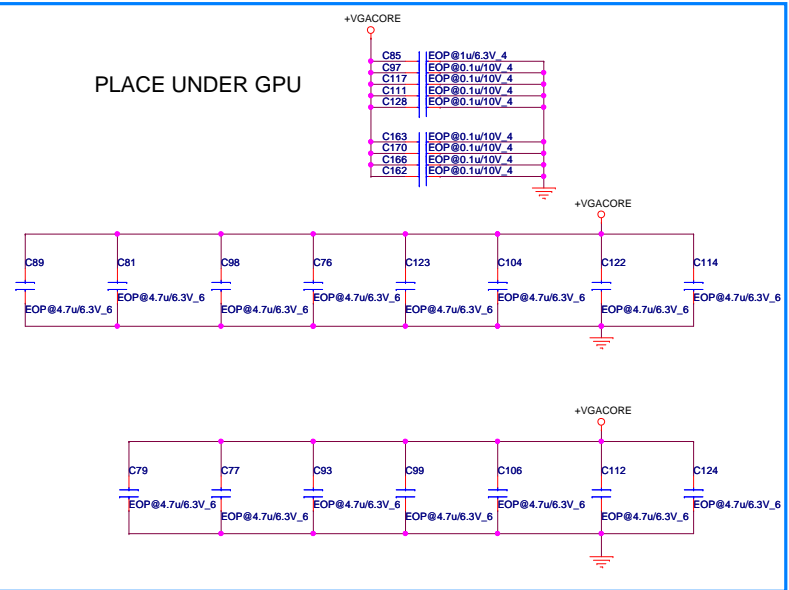 +VGACORE
PLACE UNDER GPU
C85 EOP@1u/6.3V_4
C97 EOP@0.1u/10V_4
C117 EOP@0.1u/10V_4
C111 EOP@0.1u/10V_4
C128 EOP@0.1u/10V_4
C163 EOP@0.1u/10V_4
C170 EOP@0.1u/10V_4
C166 EOP@0.1u/10V_4
C162 EOP@0.1u/10V_4
+VGACORE
C89 C81 C98 C76 C123 C104 C122 C114
EOP@4.7u/6.3V_6 EOP@4.7u/6.3V_6 EOP@4.7u/6.3V_6 EOP@4.7u/6.3V_6
EOP@4.7u/6.3V_6 EOP@4.7u/6.3V_6 EOP@4.7u/6.3V_6 EOP@4.7u/6.3V_6
+VGACORE
C79 C77 C93 C99 C106 C112 C124
EOP@4.7u/6.3V_6 EOP@4.7u/6.3V_6 EOP@4.7u/6.3V_6 EOP@4.7u/6.3V_6
EOP@4.7u/6.3V_6 EOP@4.7u/6.3V_6 EOP@4.7u/6.3V_6